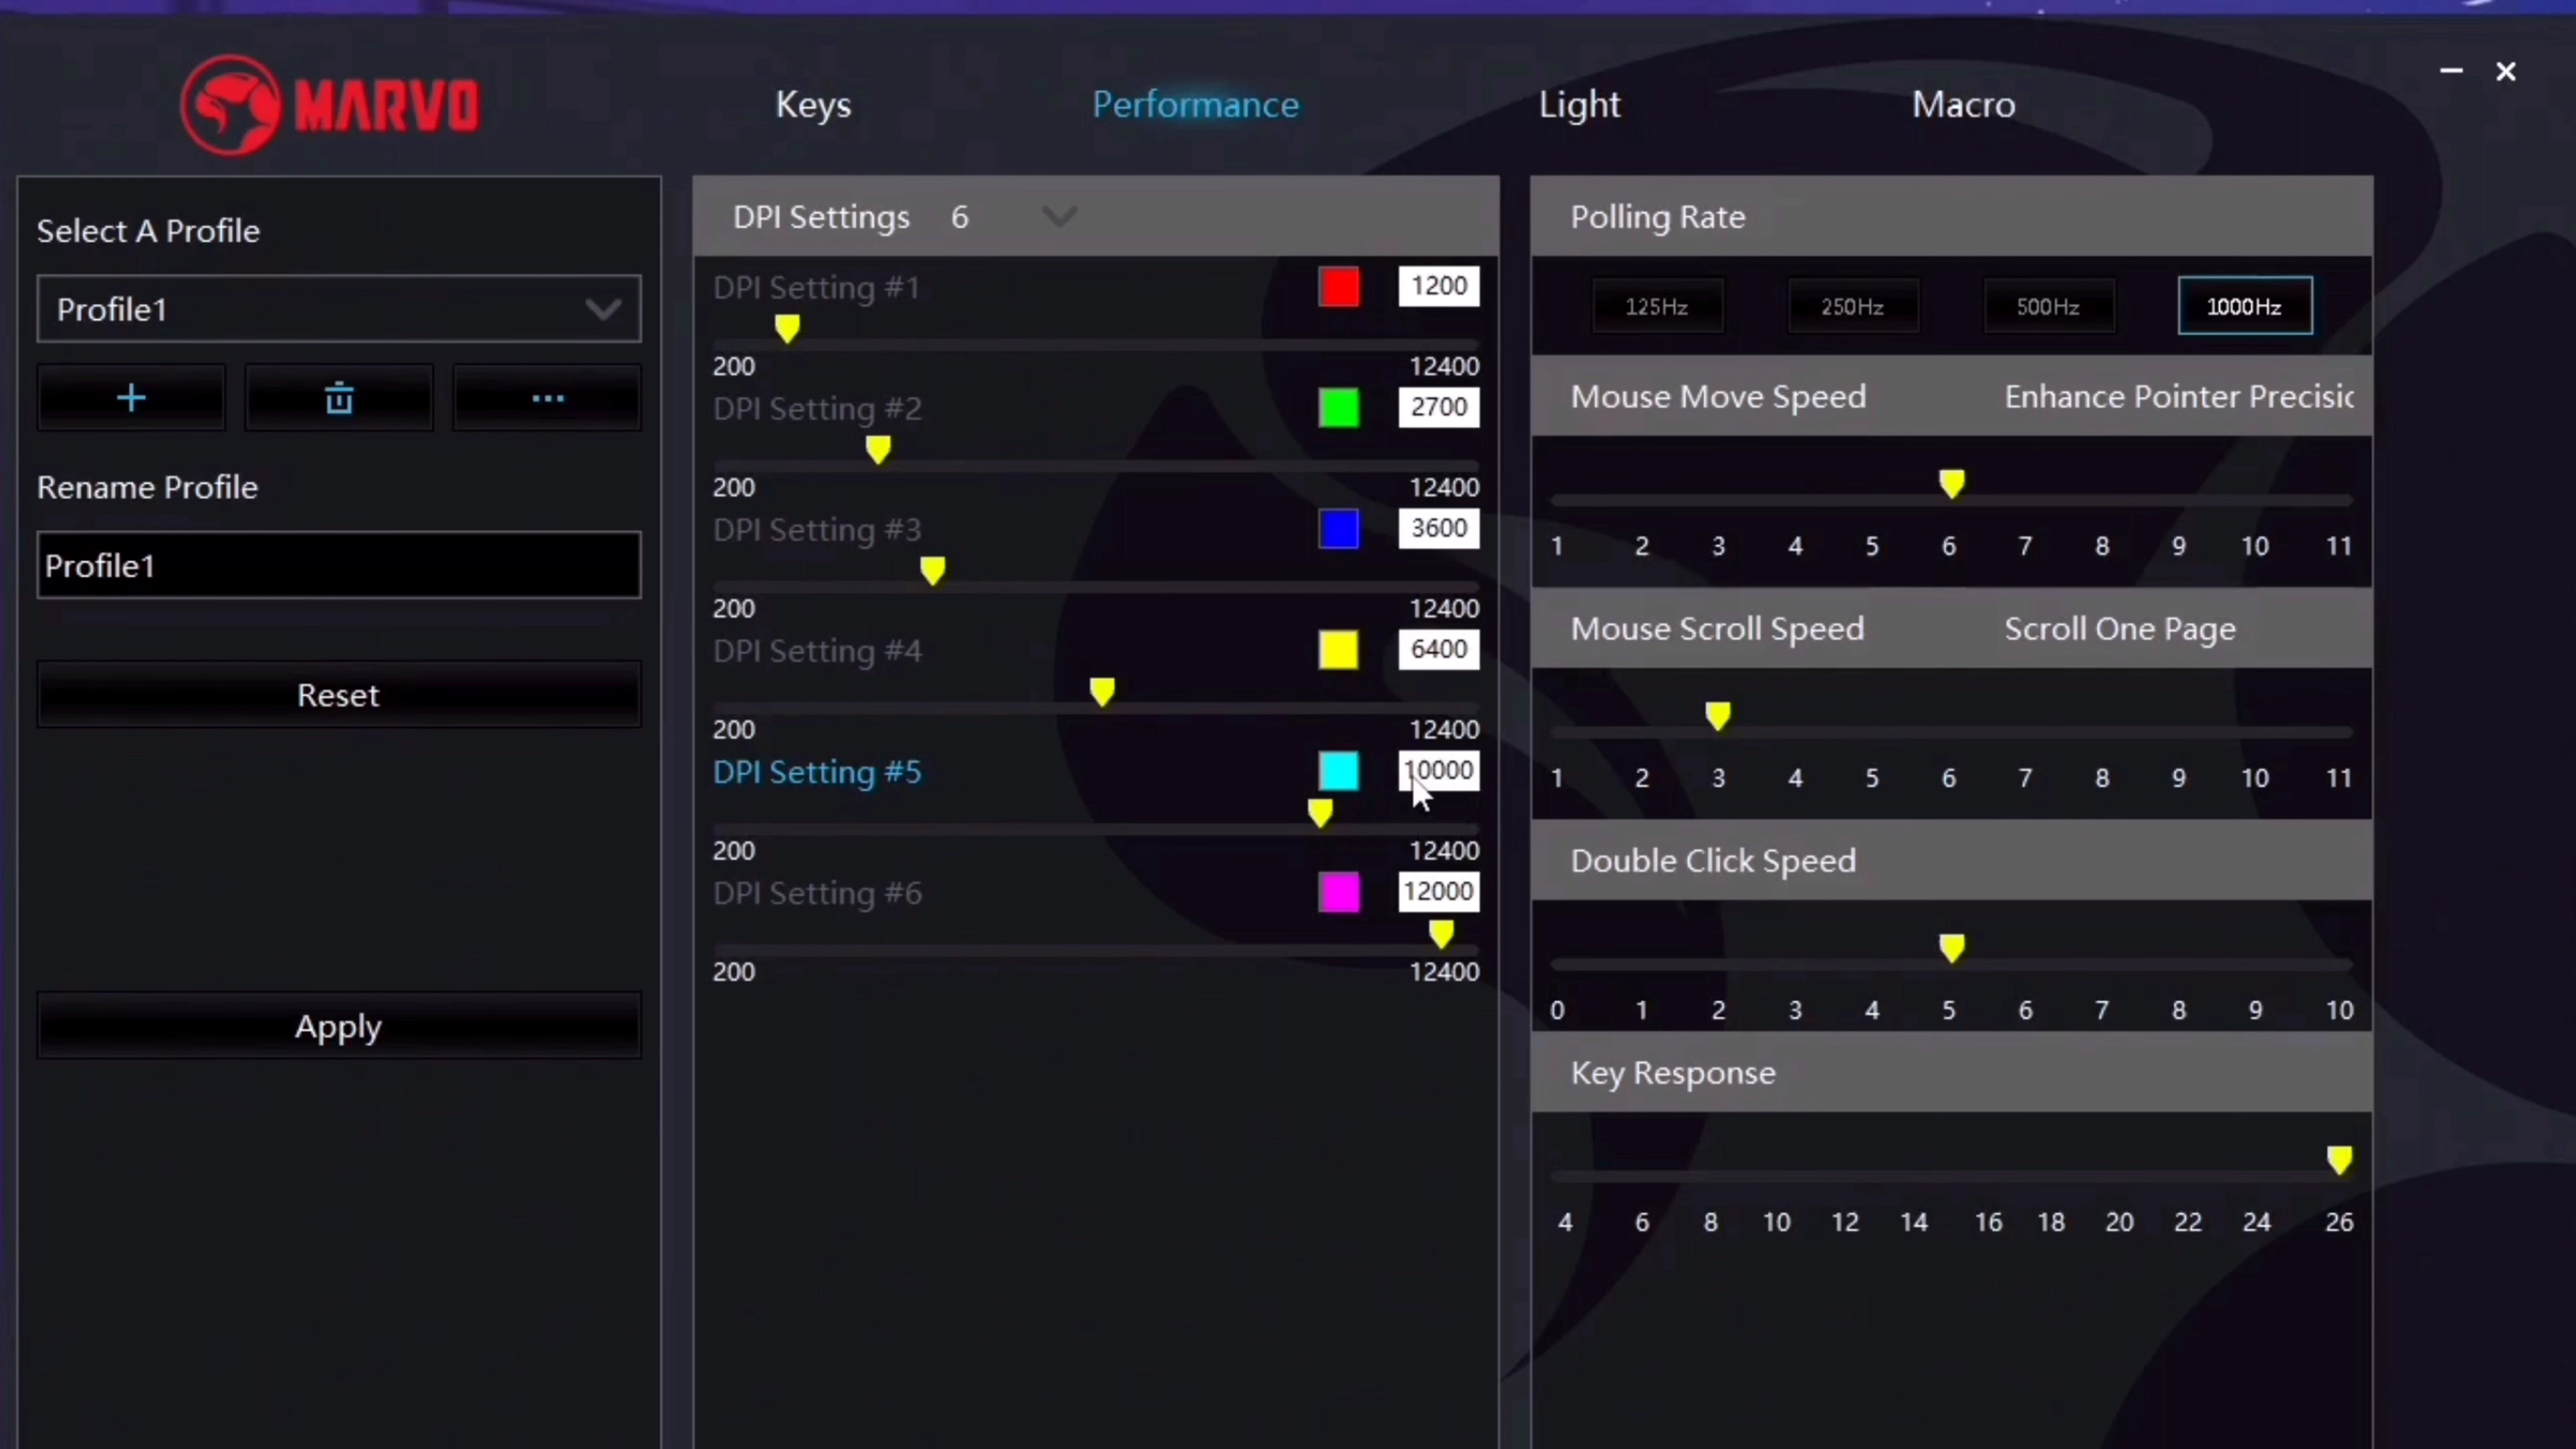 MARVO
Keys
Performance
Light
Macro
Select A Profile
Profile1
Rename Profile
Profile1
Reset
Apply
DPI Settings 6
DPI Setting #1 1200
200 12400
DPI Setting #2 2700
200 12400
DPI Setting #3 3600
200 12400
DPI Setting #4 6400
200 12400
DPI Setting #5 10000
200 12400
DPI Setting #6 12000
200 12400
Polling Rate
125Hz 250Hz 500Hz 1000Hz
Mouse Move Speed Enhance Pointer Precisic
1 2 3 4 5 6 7 8 9 10 11
Mouse Scroll Speed Scroll One Page
1 2 3 4 5 6 7 8 9 10 11
Double Click Speed
0 1 2 3 4 5 6 7 8 9 10
Key Response
4 6 8 10 12 14 16 18 20 22 24 26